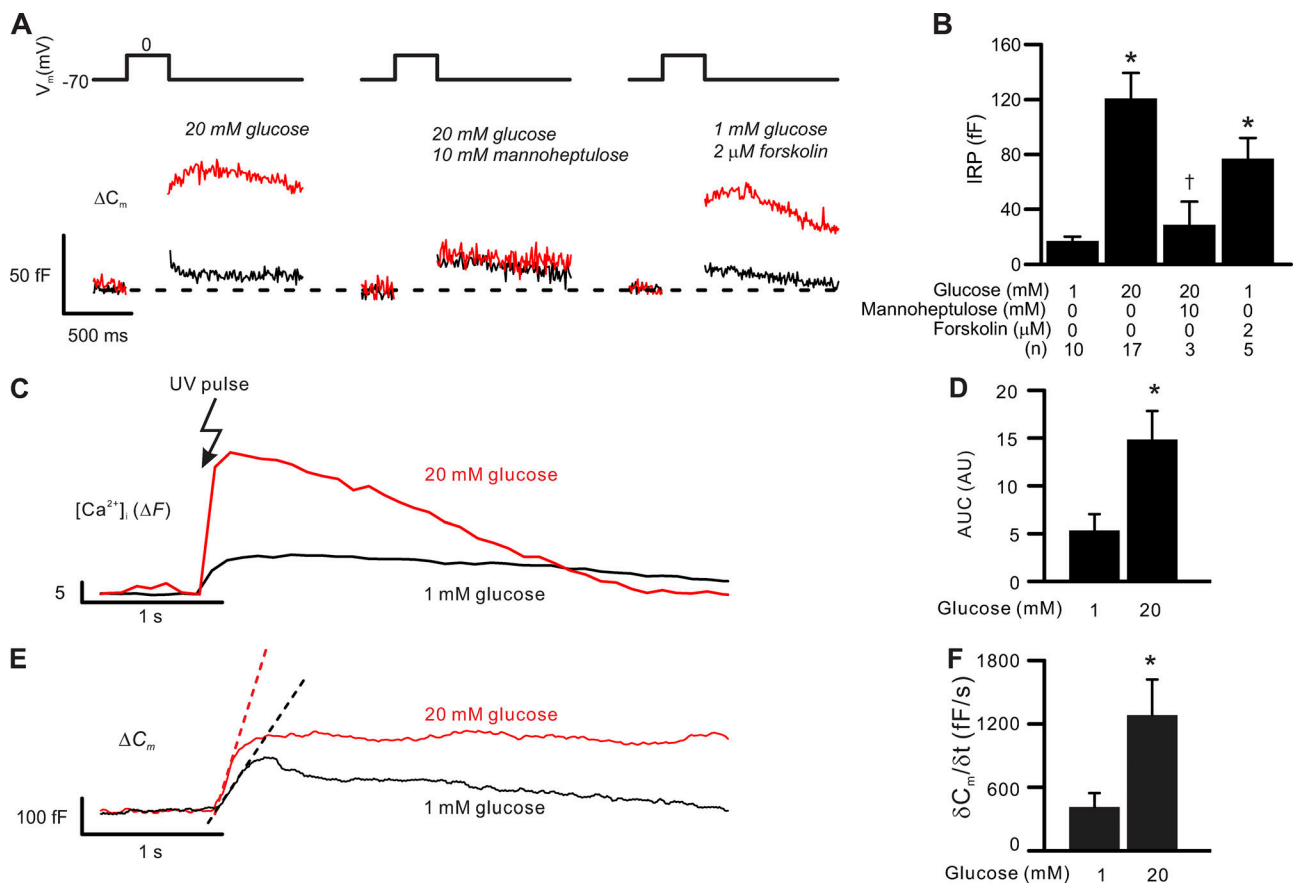 A
V_m(mV)
0
-70
20 mM glucose
20 mM glucose
10 mM mannoheptulose
1 mM glucose
2 μM forskolin
ΔC_m
50 fF
500 ms
B
IRP (fF)
160
120
80
40
0
*
†
*
Glucose (mM) 1 20 20 1
Mannoheptulose (mM) 0 0 10 0
Forskolin (μM) 0 0 0 2
(n) 10 17 3 5
C
UV pulse
20 mM glucose
[Ca²⁺]_i (ΔF)
5
1 mM glucose
1 s
D
AUC (AU)
20
15
10
5
0
*
Glucose (mM) 1 20
E
20 mM glucose
ΔC_m
1 mM glucose
100 fF
1 s
F
δC_m/δt (fF/s)
1800
1200
600
0
*
Glucose (mM) 1 20